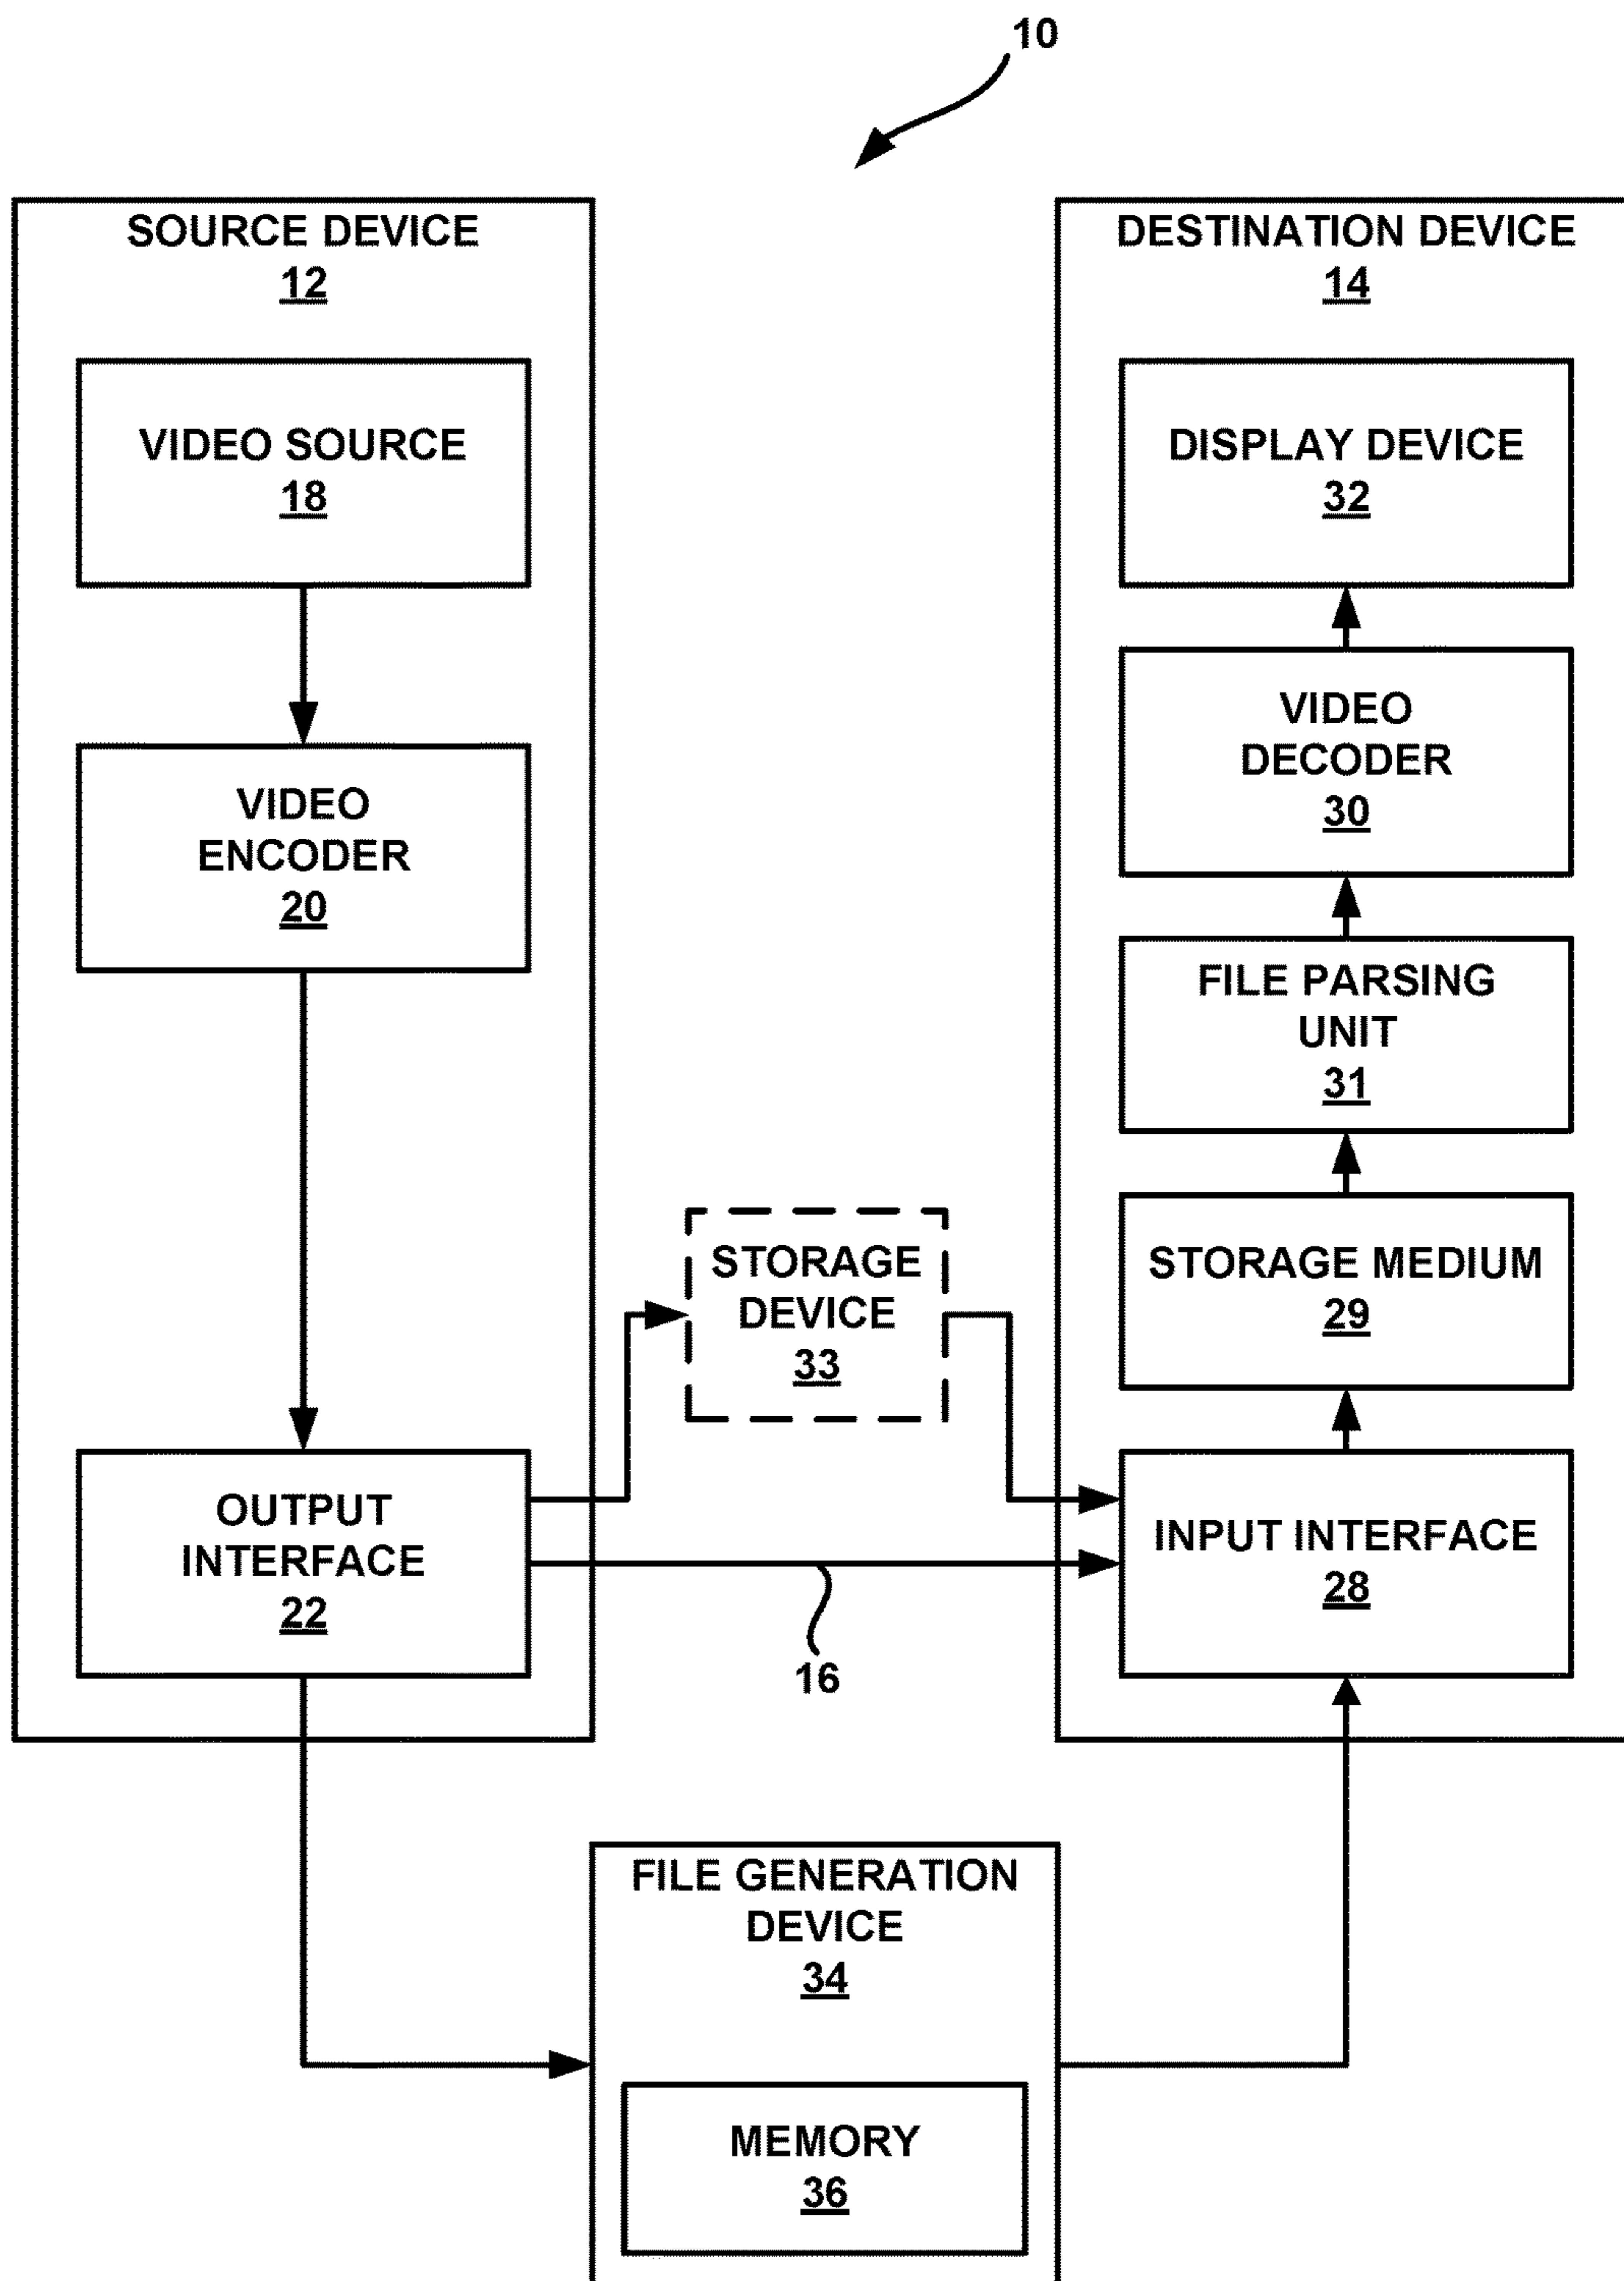 10
SOURCE DEVICE
12
VIDEO SOURCE
18
VIDEO
ENCODER
20
OUTPUT
INTERFACE
22
STORAGE
DEVICE
33
16
DESTINATION DEVICE
14
DISPLAY DEVICE
32
VIDEO
DECODER
30
FILE PARSING
UNIT
31
STORAGE MEDIUM
29
INPUT INTERFACE
28
FILE GENERATION
DEVICE
34
MEMORY
36